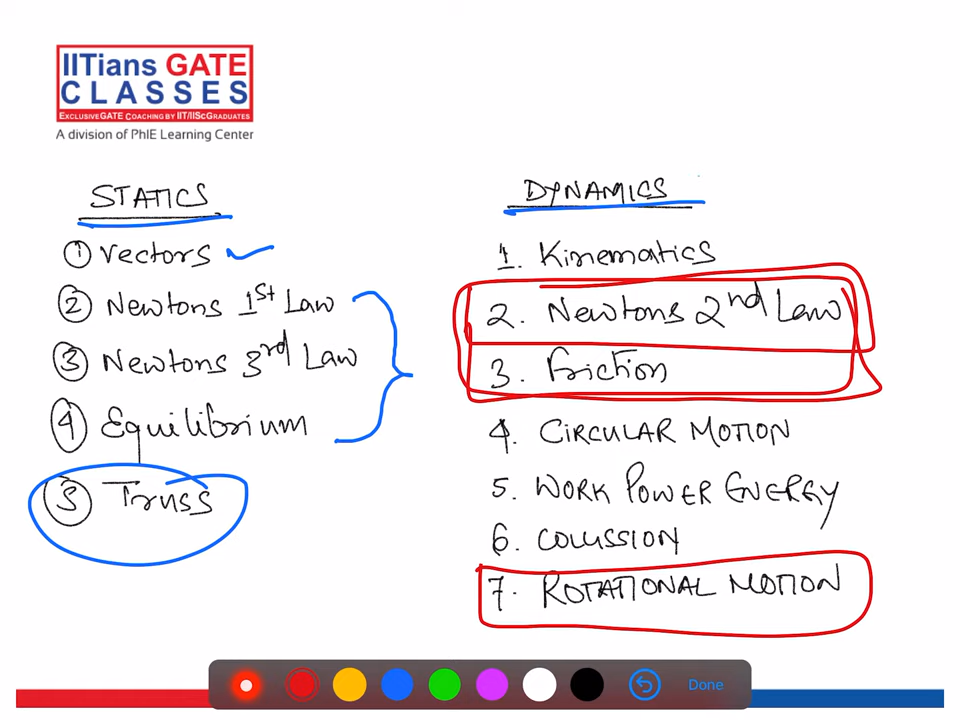 IITians GATE
CLASSES
EXCLUSIVE GATE COACHING BY IIT/IISc GRADUATES
A division of PhIE Learning Center
STATICS
① Vectors
② Newtons 1st Law
③ Newtons 3rd Law
④ Equilibrium
⑤ Truss
DYNAMICS
1. Kinematics
2. Newtons 2nd Law
3. Friction
4. CIRCULAR MOTION
5. WORK POWER ENERGY
6. COLUSSION
7. ROTATIONAL MOTION
Done